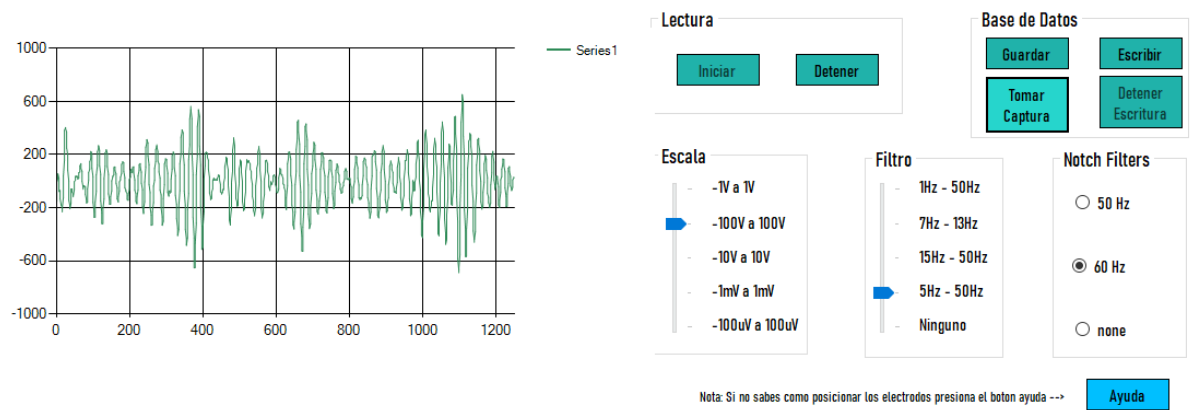 1000
600
200
-200
-600
-1000
0
200
400
600
800
1000
1200
Series1
Lectura
Iniciar
Detener
Base de Datos
Guardar
Escribir
Tomar
Captura
Detener
Escritura
Escala
-1V a 1V
-100V a 100V
-10V a 10V
-1mV a 1mV
-100uV a 100uV
Filtro
1Hz - 50Hz
7Hz - 13Hz
15Hz - 50Hz
5Hz - 50Hz
Ninguno
Notch Filters
50 Hz
60 Hz
none
Nota: Si no sabes como posicionar los electrodos presiona el boton ayuda -->
Ayuda